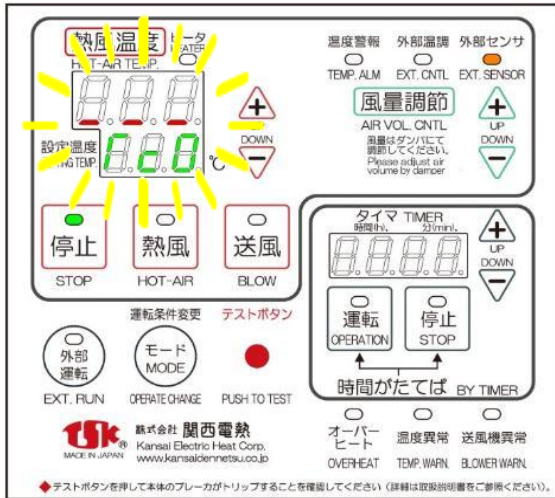 熱風温度 ヒータ
HOT-AIR TEMP. HEATER
温度警報 外部温調 外部センサ
TEMP. ALM EXT. CNTL EXT. SENSOR
風量調節
AIR VOL. CNTL
風量はダンパにて
調節してください。
Please adjust air
volume by damper
UP
DOWN
UP
DOWN
設定温度
℃
停止 熱風 送風
STOP HOT-AIR BLOW
タイマ TIMER
時間(h). 分(min).
UP
DOWN
運転 停止
OPERATION STOP
時間がたてば BY TIMER
運転条件変更 テストボタン
外部
運転
モード
MODE
EXT. RUN OPERATE CHANGE PUSH TO TEST
オーバー
ヒート
温度異常 送風機異常
OVERHEAT TEMP. WARN. BLOWER WARN.
TSK ®
MADE IN JAPAN
株式会社 関西電熱
Kansai Electric Heat Corp.
www.kansaidennetsu.co.jp
◆テストボタンを押して本体のブレーカがトリップすることを確認してください（詳細は取扱説明書をご参照ください）。